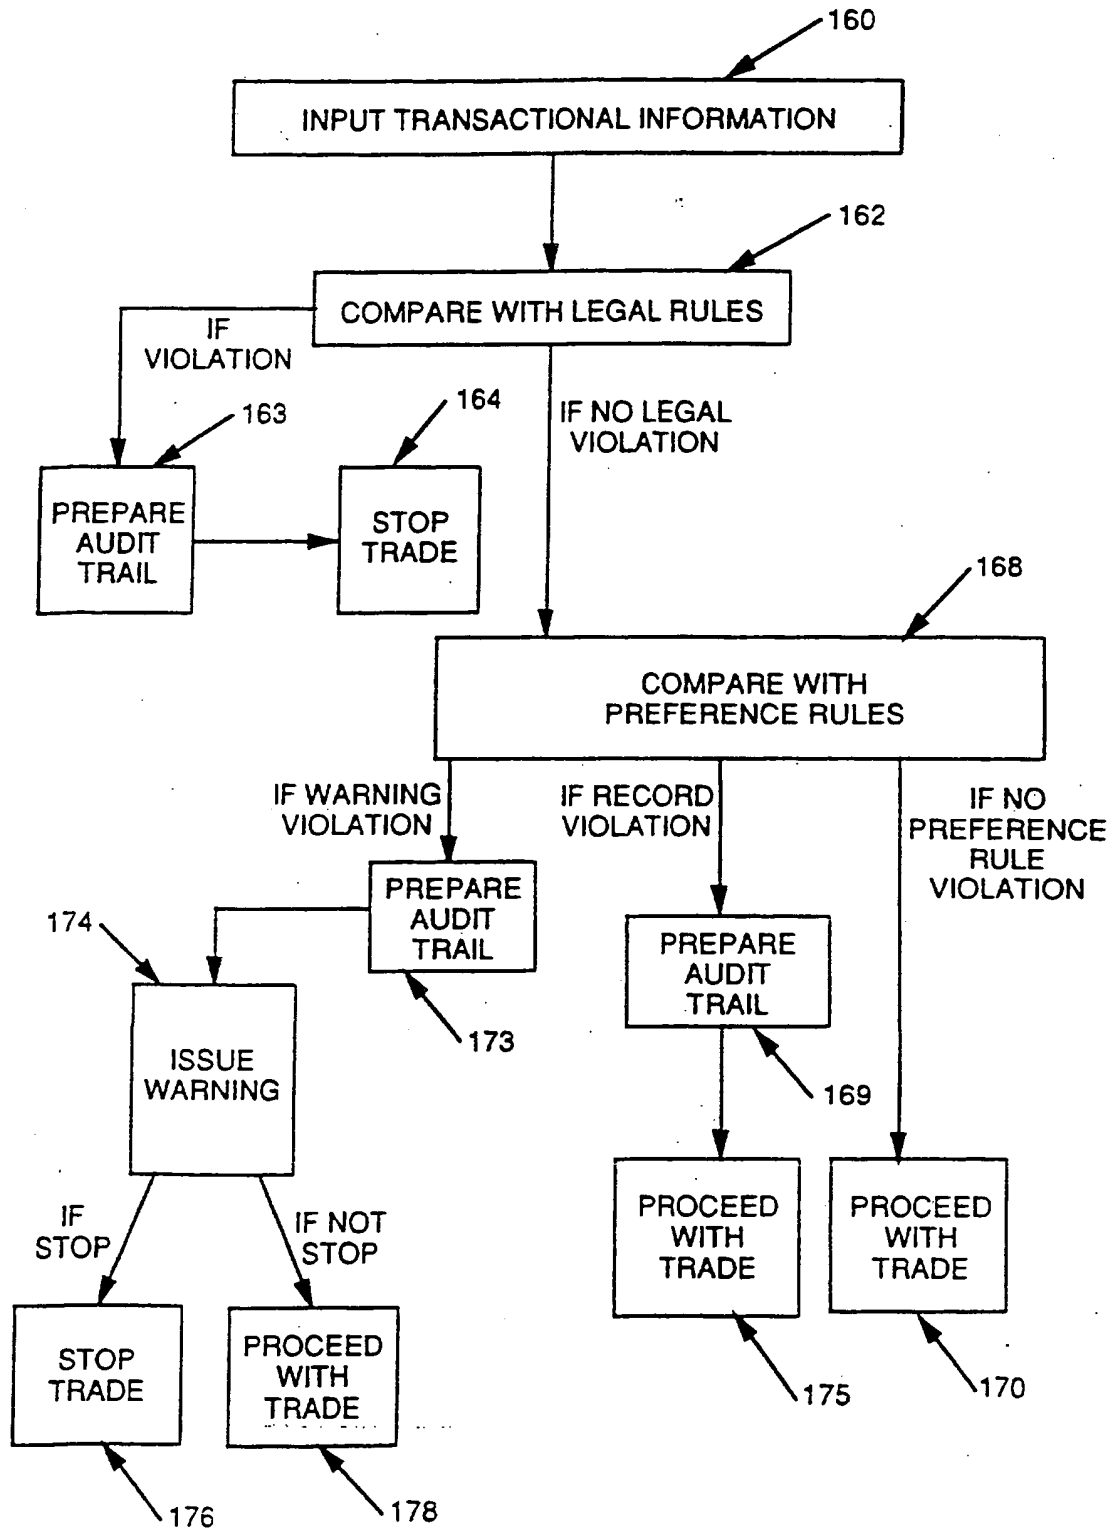 160
INPUT TRANSACTIONAL INFORMATION
162
COMPARE WITH LEGAL RULES
IF
VIOLATION
163
164
IF NO LEGAL
VIOLATION
PREPARE
AUDIT
TRAIL
STOP
TRADE
168
COMPARE WITH
PREFERENCE RULES
IF WARNING
VIOLATION
IF RECORD
VIOLATION
IF NO
PREFERENCE
RULE
VIOLATION
PREPARE
AUDIT
TRAIL
173
174
PREPARE
AUDIT
TRAIL
169
ISSUE
WARNING
IF
STOP
IF NOT
STOP
PROCEED
WITH
TRADE
175
PROCEED
WITH
TRADE
170
STOP
TRADE
176
PROCEED
WITH
TRADE
178